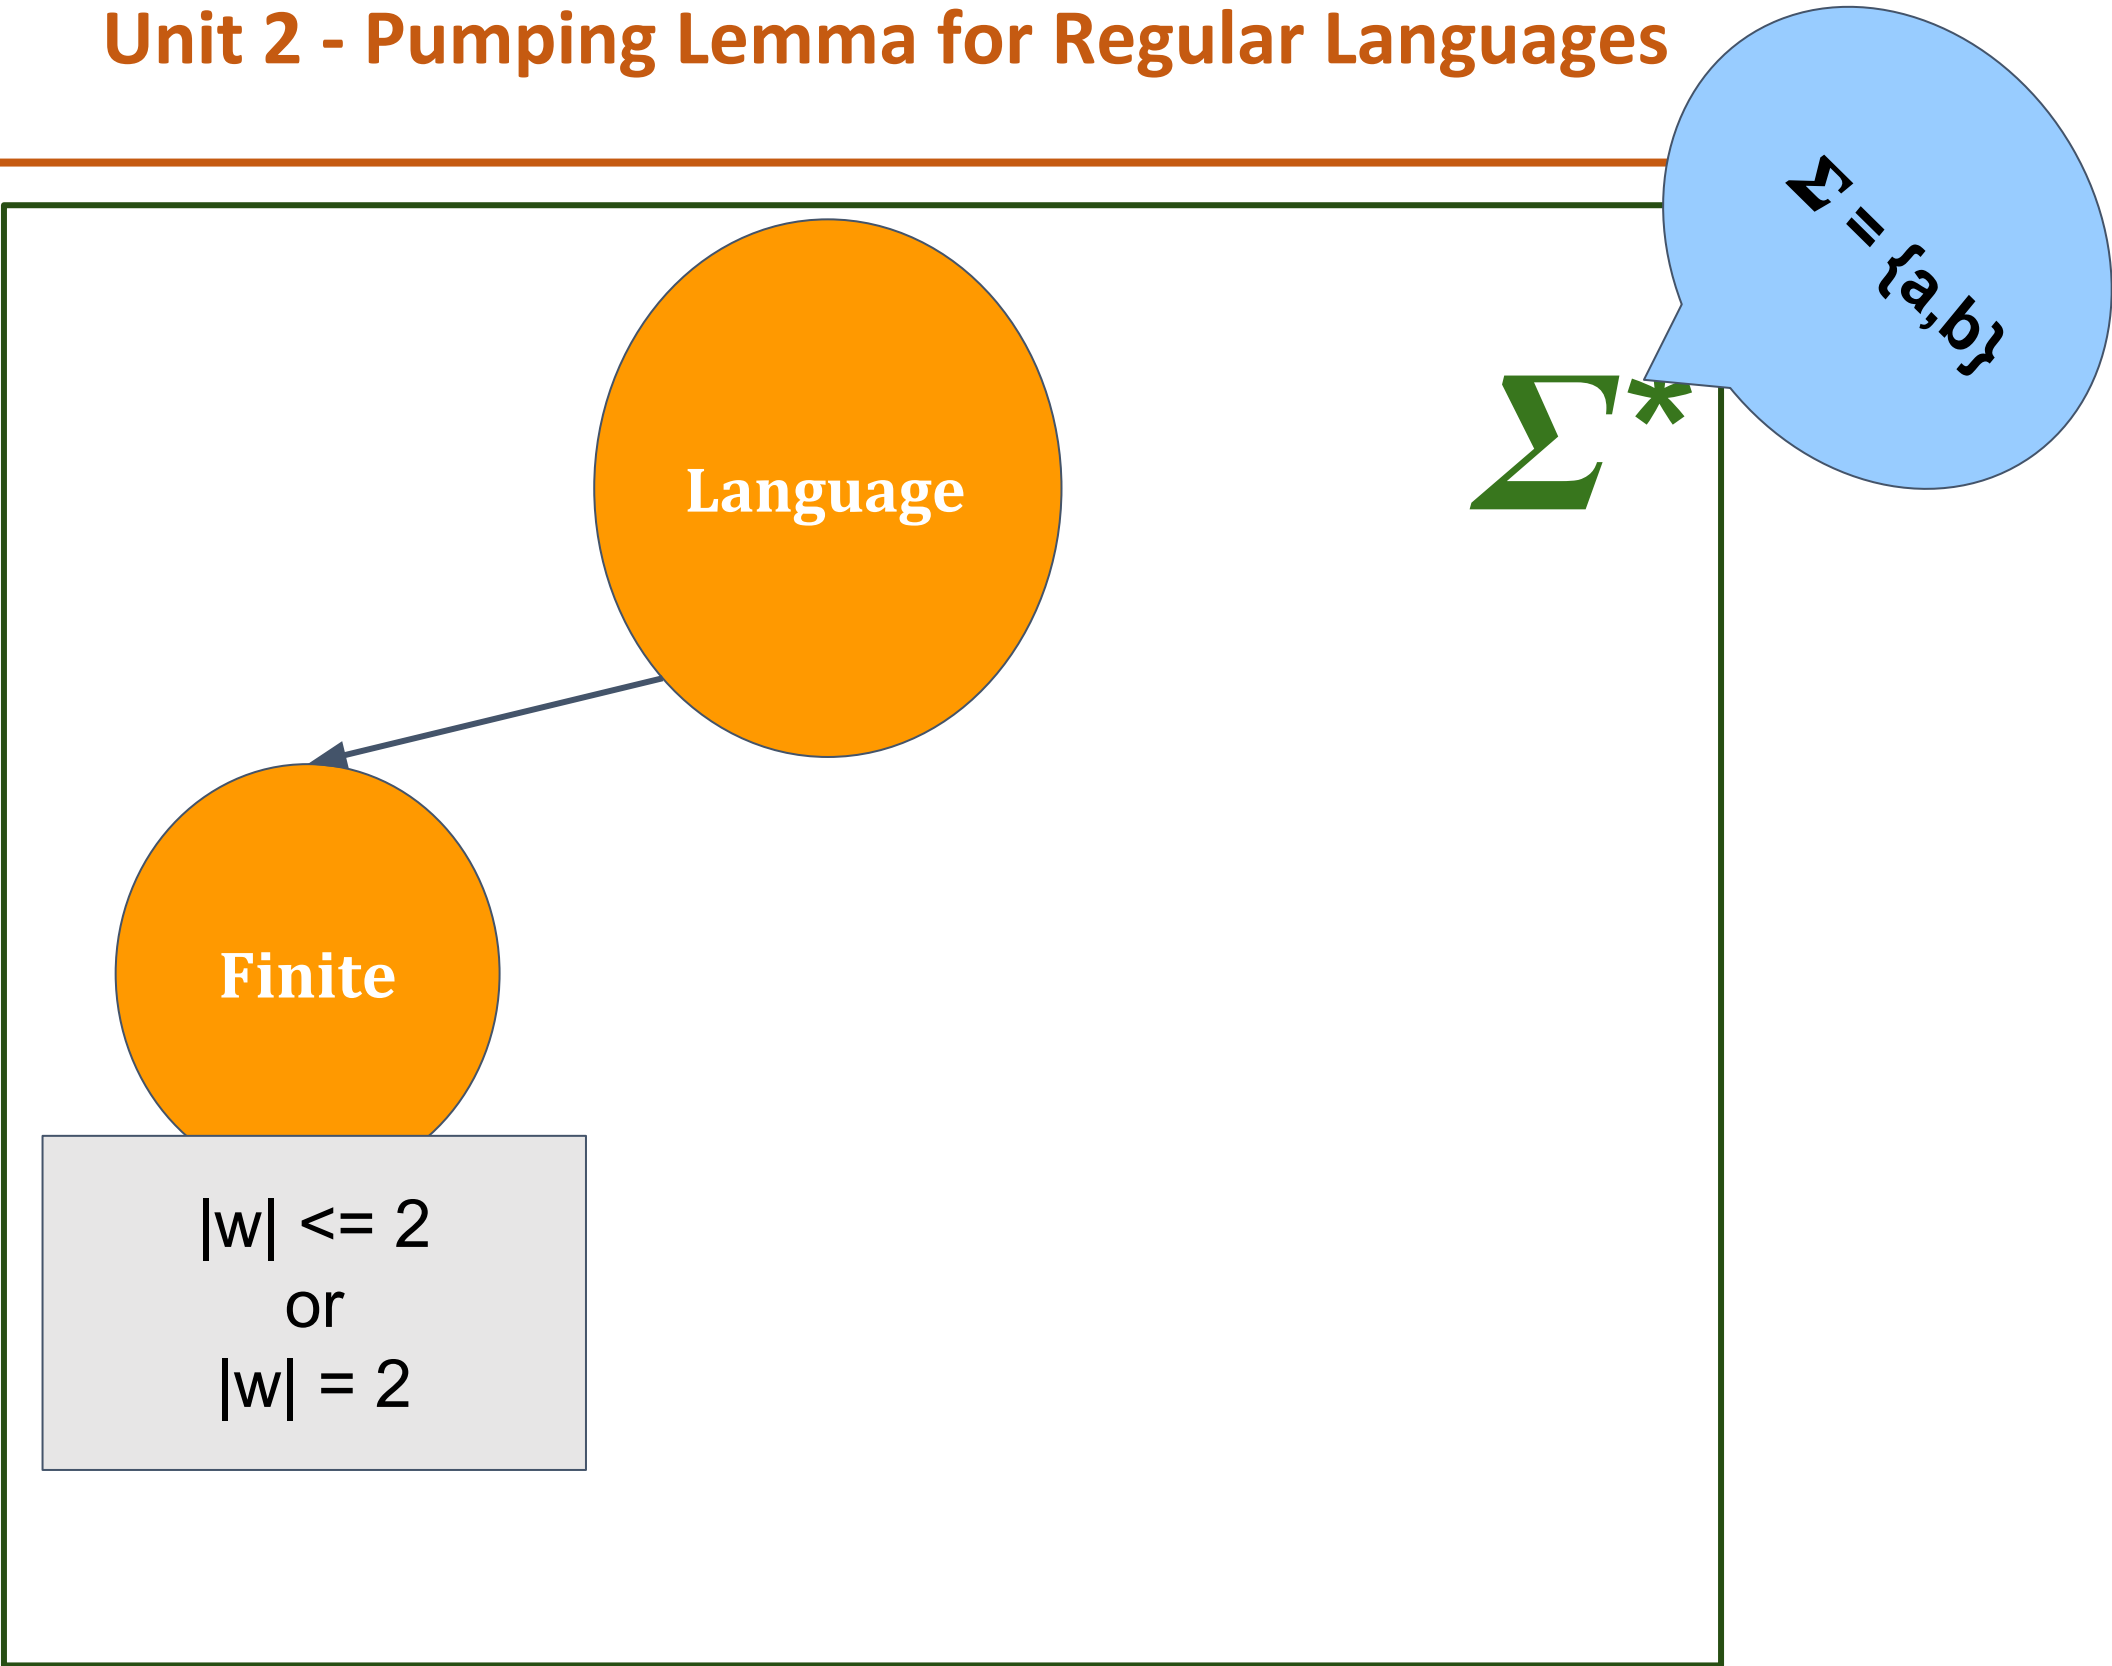 Unit 2 - Pumping Lemma for Regular Languages
Σ = {a,b}
Σ*
Language
Finite
|w| <= 2
or
|w| = 2